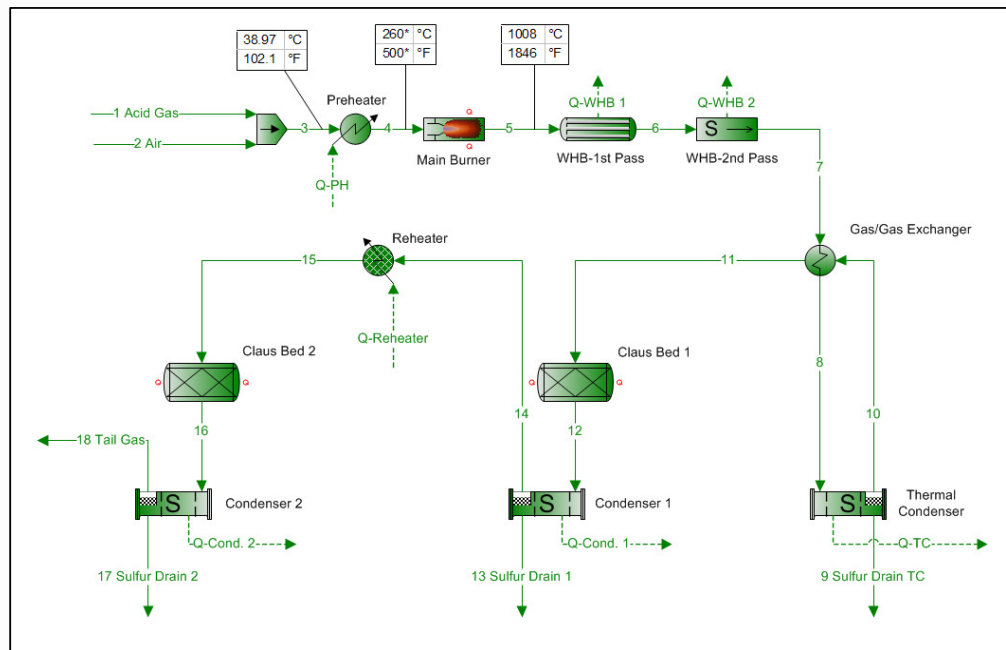 38.97 °C
102.1 °F
260* °C
500* °F
1008 °C
1846 °F
1 Acid Gas
2 Air
3
Preheater
4
Q
Main Burner
Q
5
Q-WHB 1
WHB-1st Pass
6
Q-WHB 2
S
WHB-2nd Pass
7
Q-PH
Gas/Gas Exchanger
Reheater
15
11
Q-Reheater
Claus Bed 2
Q
Q
Claus Bed 1
Q
Q
8
16
14
12
10
18 Tail Gas
S
Condenser 2
S
Condenser 1
S
Thermal
Condenser
Q-Cond. 2
Q-Cond. 1
Q-TC
17 Sulfur Drain 2
13 Sulfur Drain 1
9 Sulfur Drain TC